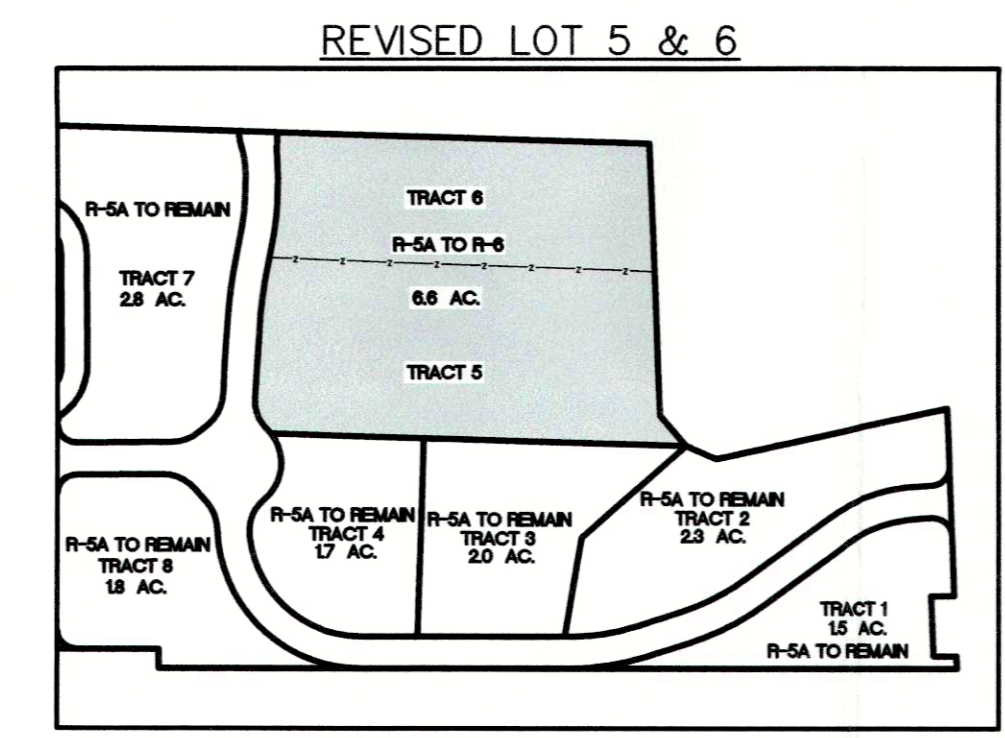 REVISED LOT 5 & 6
TRACT 6
R-5A TO REMAIN
R-5A TO R-6
z z z z z z z z
TRACT 7
2.8 AC.
6.6 AC.
TRACT 5
R-5A TO REMAIN
TRACT 2
2.3 AC.
R-5A TO REMAIN
TRACT 4
1.7 AC.
R-5A TO REMAIN
TRACT 3
2.0 AC.
R-5A TO REMAIN
TRACT 8
1.8 AC.
TRACT 1
1.5 AC.
R-5A TO REMAIN